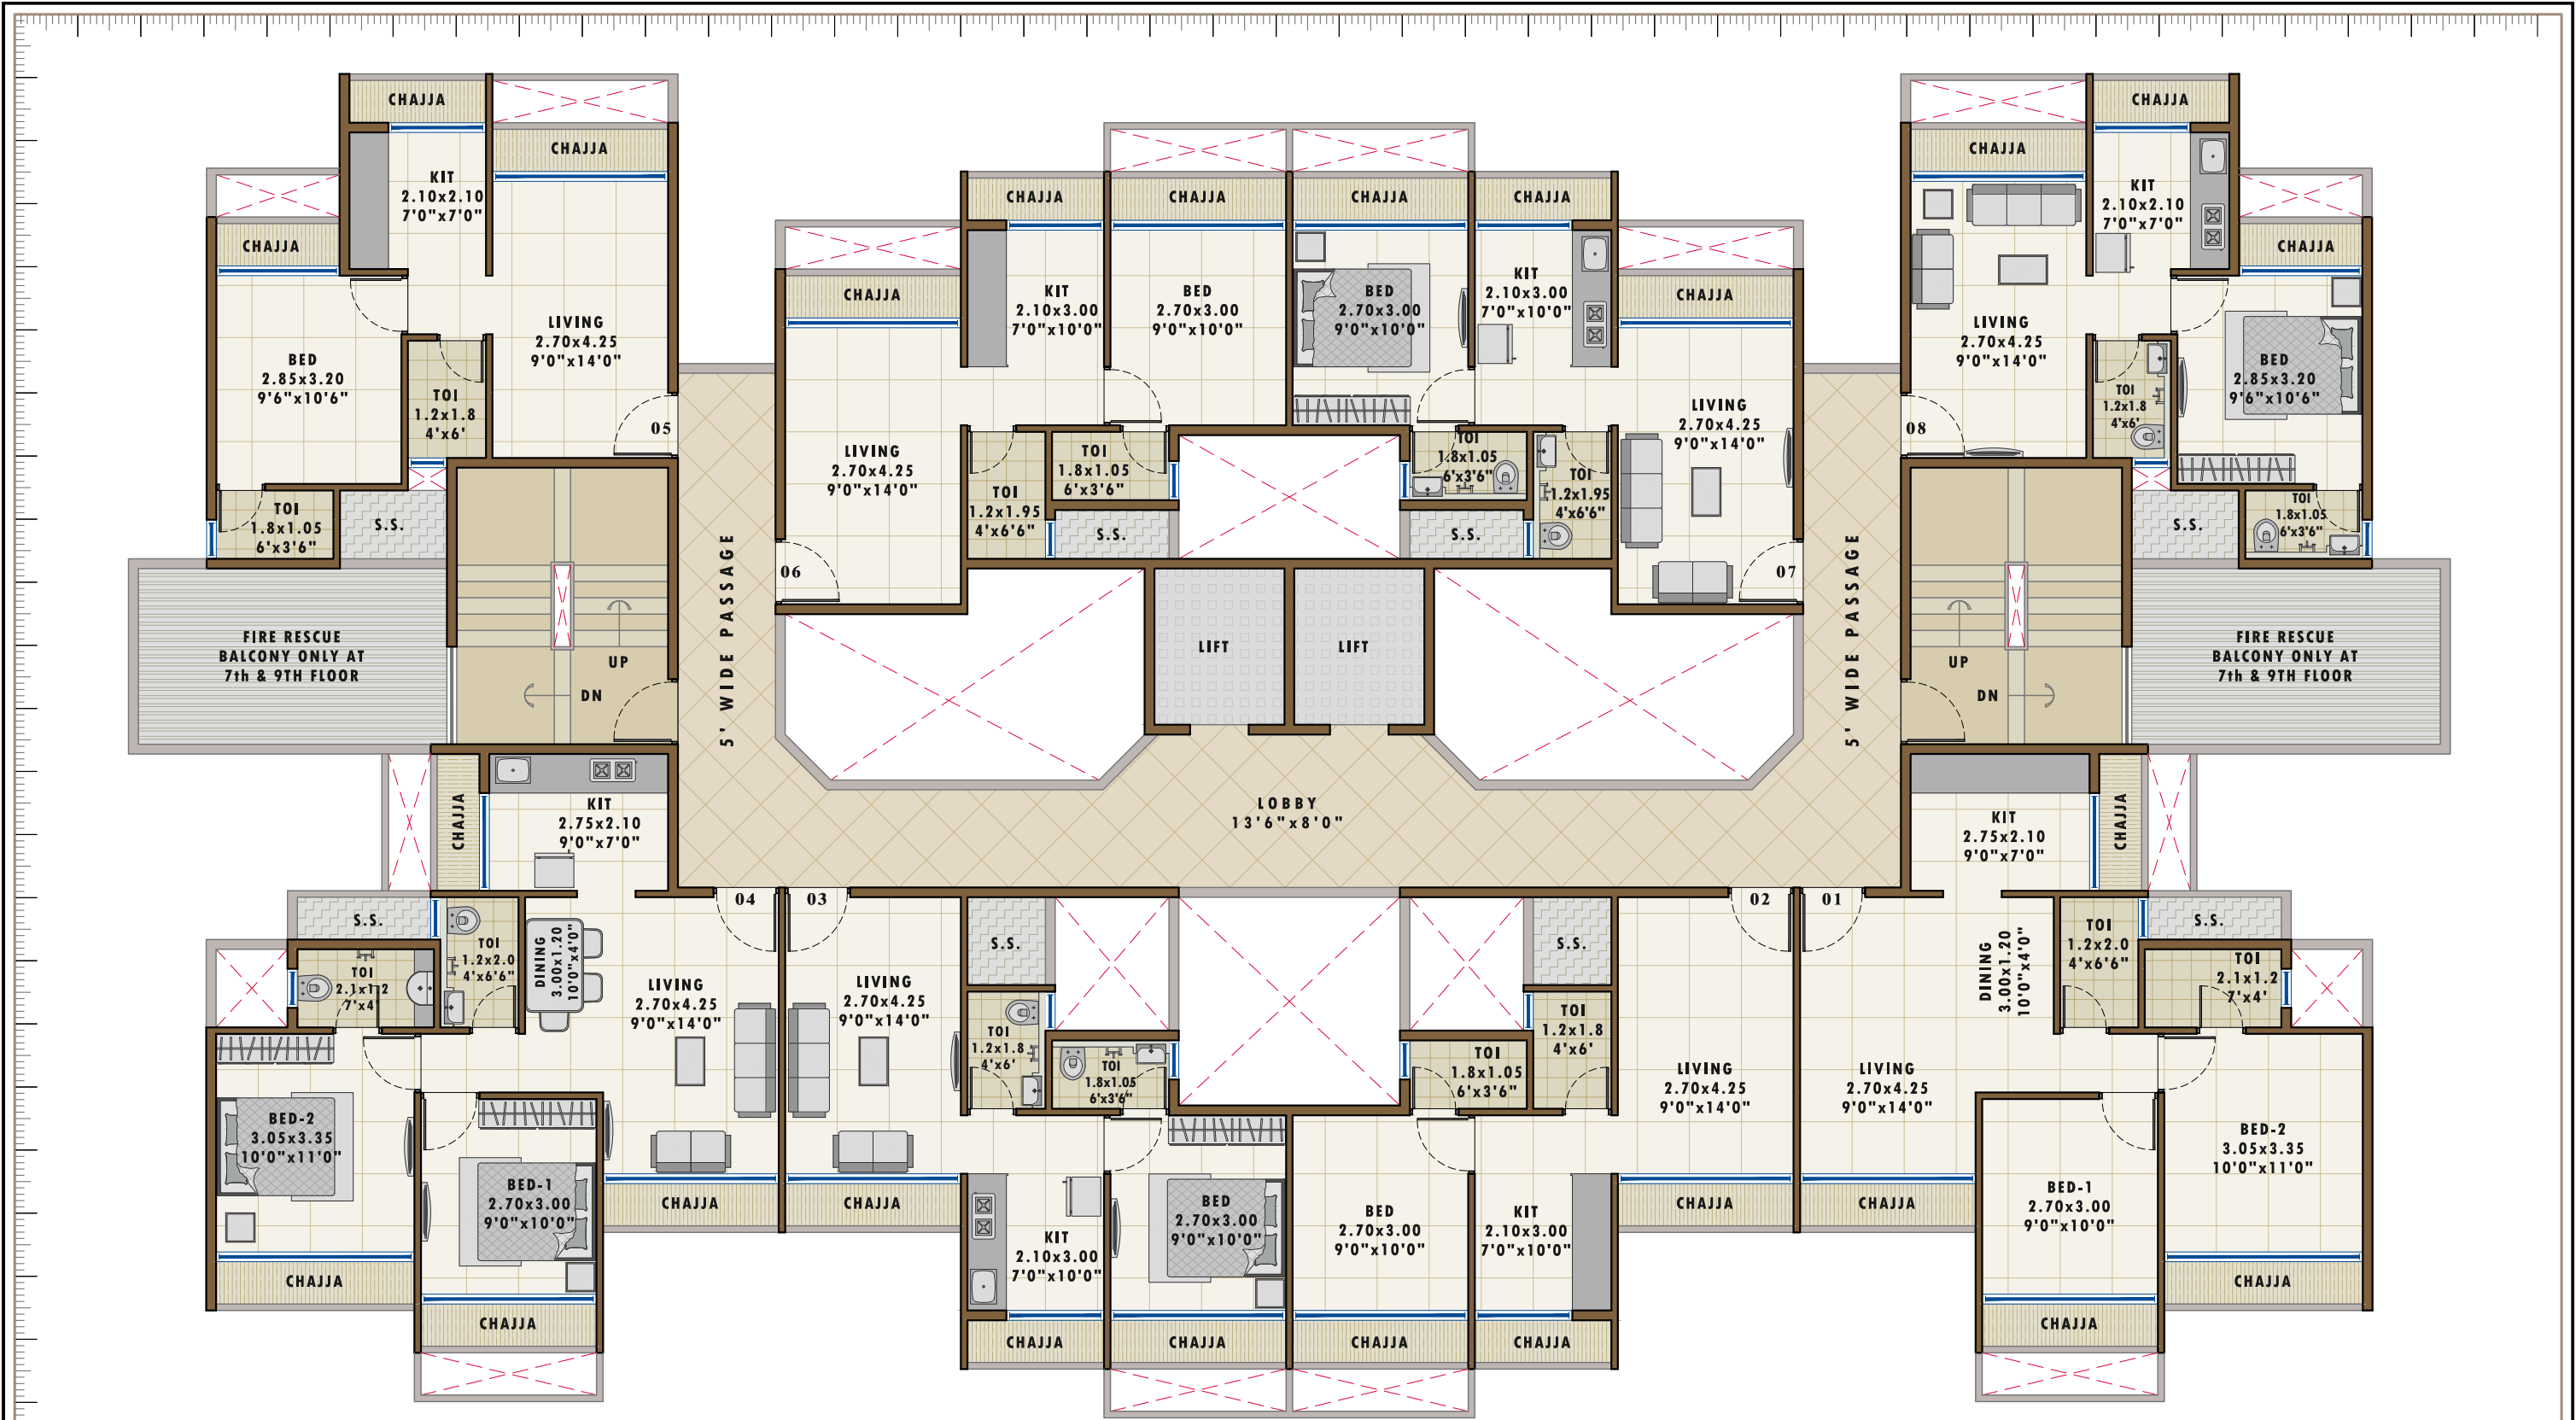 CHAJJA
CHAJJA
KIT
2.10x2.10
7'0"x7'0"
CHAJJA
LIVING
2.70x4.25
9'0"x14'0"
BED
2.85x3.20
9'6"x10'6"
TOI
1.2x1.8
4'x6'
05
TOI
1.8x1.05
6'x3'6"
S.S.
FIRE RESCUE
BALCONY ONLY AT
7th & 9TH FLOOR
UP
DN
5' WIDE PASSAGE
CHAJJA
CHAJJA
CHAJJA
CHAJJA
CHAJJA
CHAJJA
KIT
2.10x3.00
7'0"x10'0"
BED
2.70x3.00
9'0"x10'0"
BED
2.70x3.00
9'0"x10'0"
KIT
2.10x3.00
7'0"x10'0"
LIVING
2.70x4.25
9'0"x14'0"
LIVING
2.70x4.25
9'0"x14'0"
TOI
1.2x1.95
4'x6'6"
TOI
1.8x1.05
6'x3'6"
S.S.
TOI
1.8x1.05
6'x3'6"
TOI
1.2x1.95
4'x6'6"
S.S.
06
07
LIFT
LIFT
LOBBY
13'6"x8'0"
5' WIDE PASSAGE
CHAJJA
CHAJJA
KIT
2.10x2.10
7'0"x7'0"
CHAJJA
LIVING
2.70x4.25
9'0"x14'0"
BED
2.85x3.20
9'6"x10'6"
TOI
1.2x1.8
4'x6'
08
S.S.
TOI
1.8x1.05
6'x3'6"
UP
DN
FIRE RESCUE
BALCONY ONLY AT
7th & 9TH FLOOR
CHAJJA
KIT
2.75x2.10
9'0"x7'0"
S.S.
TOI
2.1x1.2
7'x4'
TOI
1.2x2.0
4'x6'6"
DINING
3.00x1.20
10'0"x4'0"
04
LIVING
2.70x4.25
9'0"x14'0"
BED-2
3.05x3.35
10'0"x11'0"
BED-1
2.70x3.00
9'0"x10'0"
CHAJJA
CHAJJA
CHAJJA
03
LIVING
2.70x4.25
9'0"x14'0"
S.S.
TOI
1.2x1.8
4'x6'
TOI
1.8x1.05
6'x3'6"
CHAJJA
KIT
2.10x3.00
7'0"x10'0"
BED
2.70x3.00
9'0"x10'0"
CHAJJA
CHAJJA
02
S.S.
TOI
1.2x1.8
4'x6'
TOI
1.8x1.05
6'x3'6"
LIVING
2.70x4.25
9'0"x14'0"
BED
2.70x3.00
9'0"x10'0"
KIT
2.10x3.00
7'0"x10'0"
CHAJJA
CHAJJA
CHAJJA
01
KIT
2.75x2.10
9'0"x7'0"
CHAJJA
S.S.
DINING
3.00x1.20
10'0"x4'0"
TOI
1.2x2.0
4'x6'6"
TOI
2.1x1.2
7'x4'
LIVING
2.70x4.25
9'0"x14'0"
BED-2
3.05x3.35
10'0"x11'0"
BED-1
2.70x3.00
9'0"x10'0"
CHAJJA
CHAJJA
CHAJJA